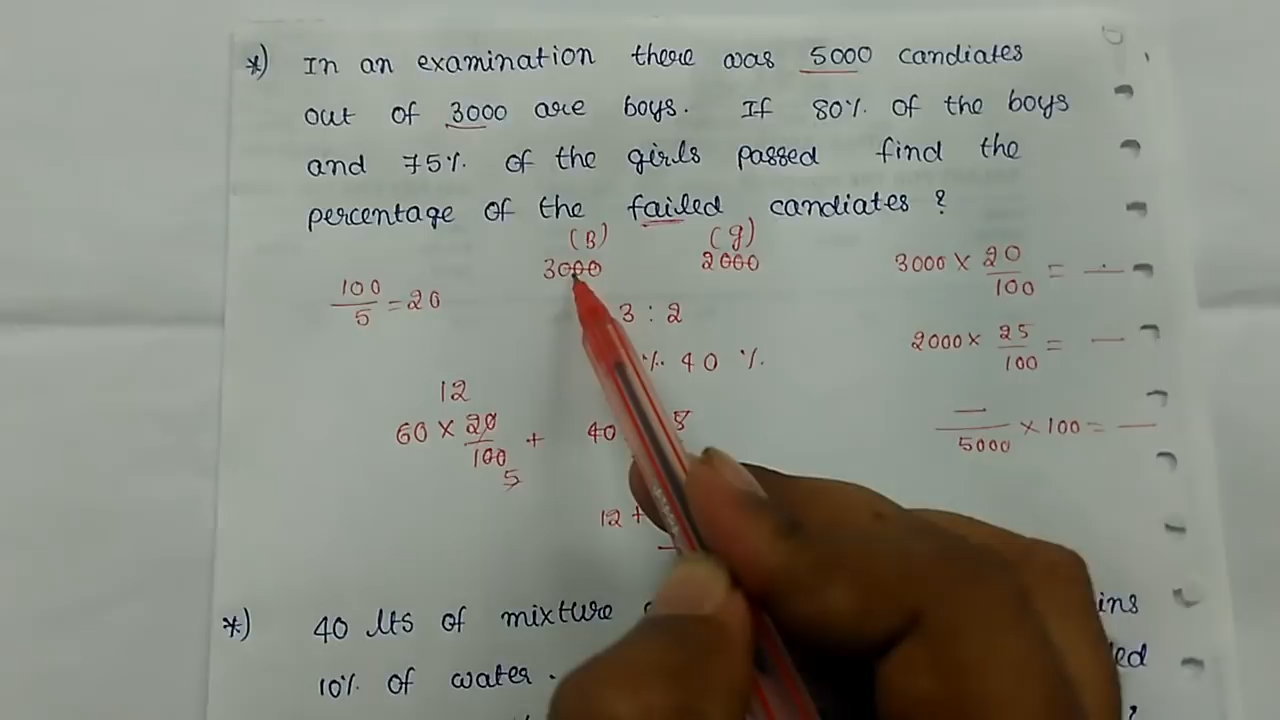 *) In an examination there was 5000 candiates
out of 3000 are boys. If 80% of the boys
and 75% of the girls passed find the
percentage of the failed candiates ?
(B) (g)
3000 2000
3 : 2
% 40 %
100/5 = 20
12
60 × 20/100 + 40 5
5
12 +
3000 × 20/100 = —
2000 × 25/100 = —
—/5000 × 100 = —
*) 40 lts of mixture ins
10% of water. ed
?